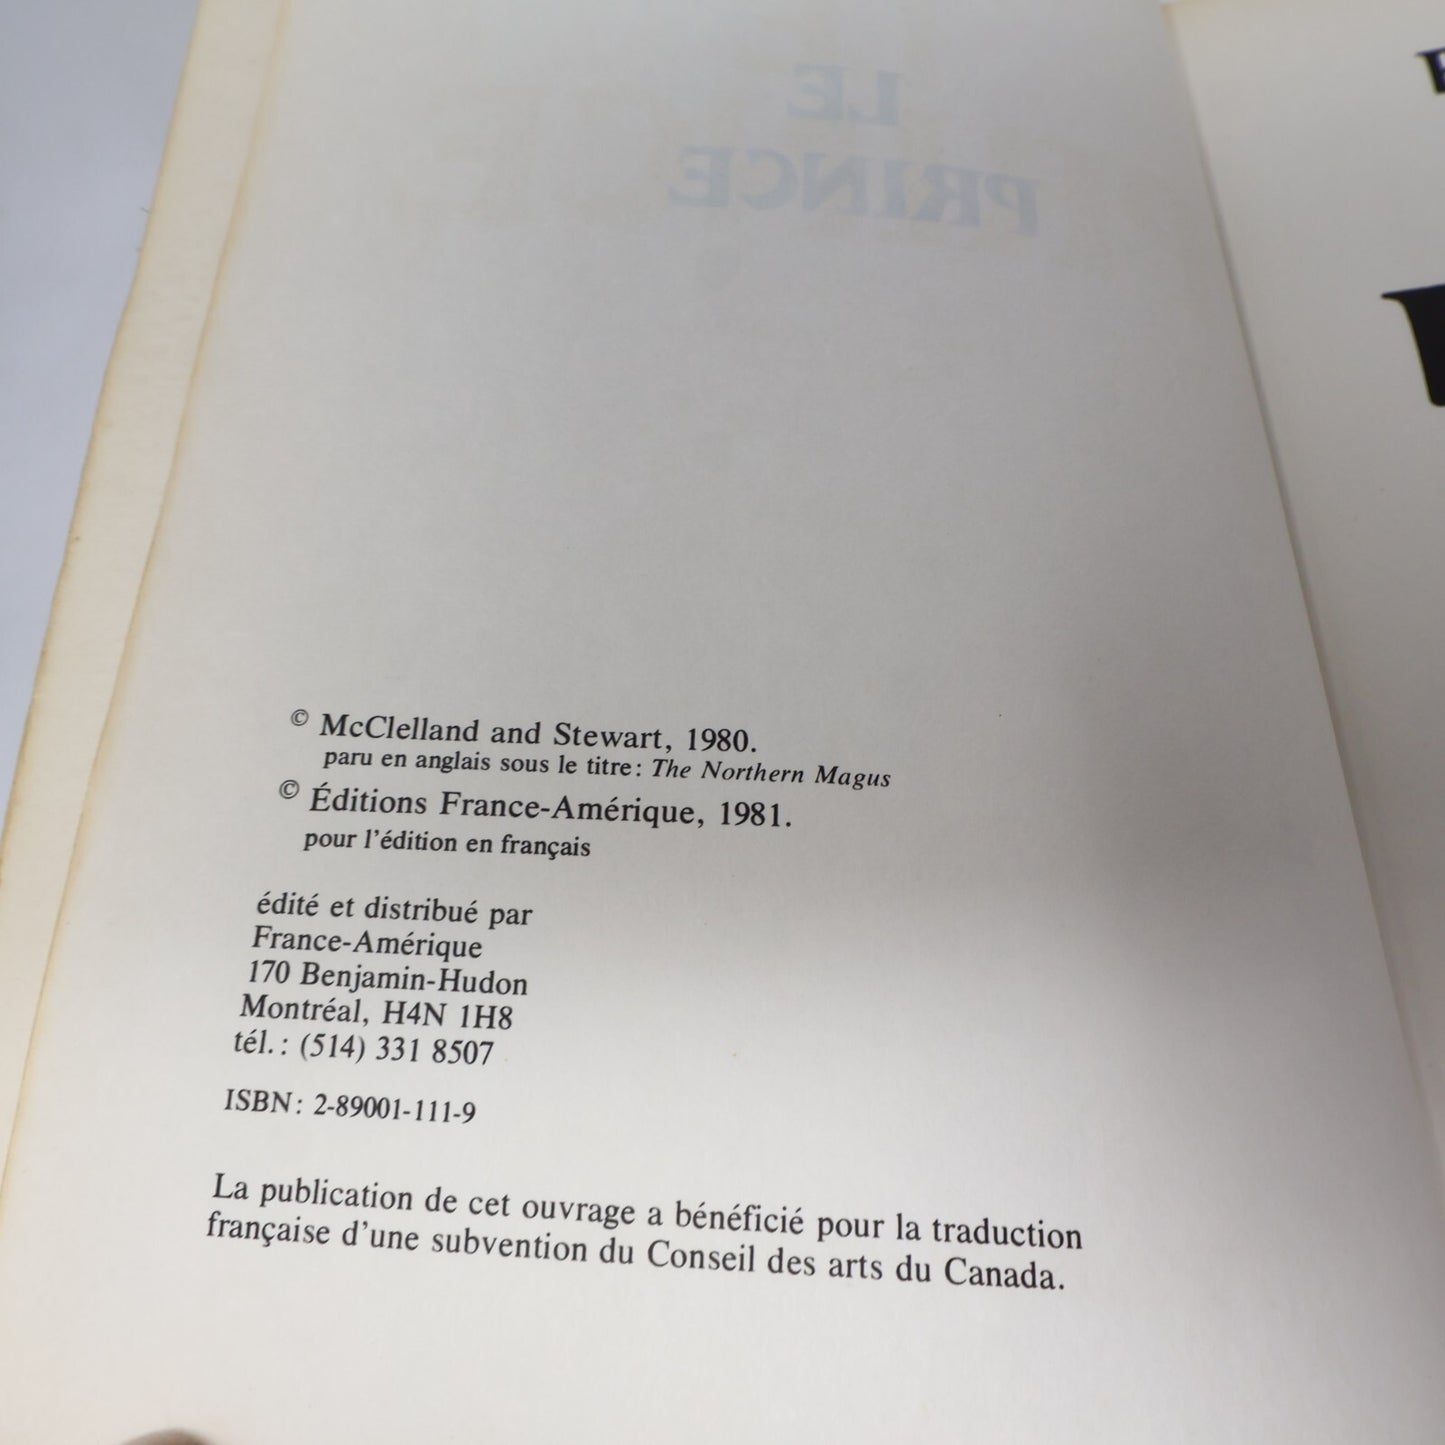 LE
PRINCE
© McClelland and Stewart, 1980.
paru en anglais sous le titre: The Northern Magus
© Éditions France-Amérique, 1981.
pour l'édition en français
édité et distribué par
France-Amérique
170 Benjamin-Hudon
Montréal, H4N 1H8
tél.: (514) 331 8507
ISBN: 2-89001-111-9
La publication de cet ouvrage a bénéficié pour la traduction
française d'une subvention du Conseil des arts du Canada.